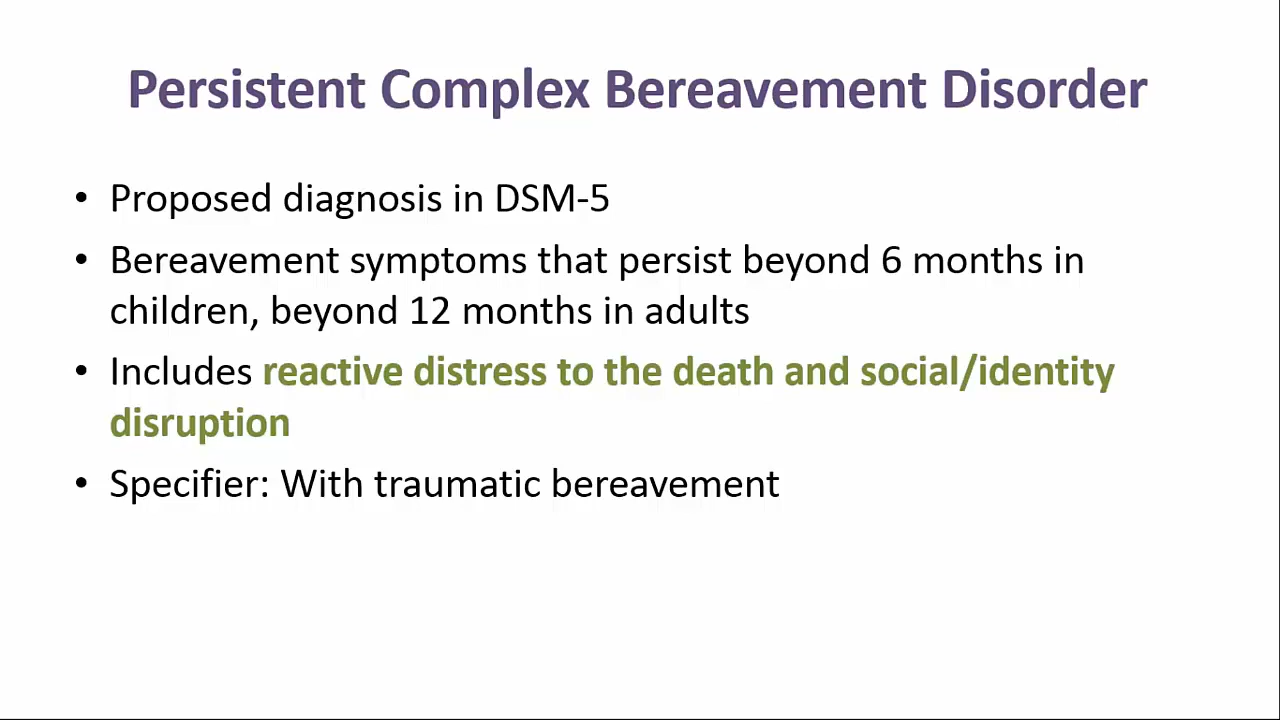 Persistent Complex Bereavement Disorder
• Proposed diagnosis in DSM-5
• Bereavement symptoms that persist beyond 6 months in
children, beyond 12 months in adults
• Includes reactive distress to the death and social/identity
disruption
• Specifier: With traumatic bereavement